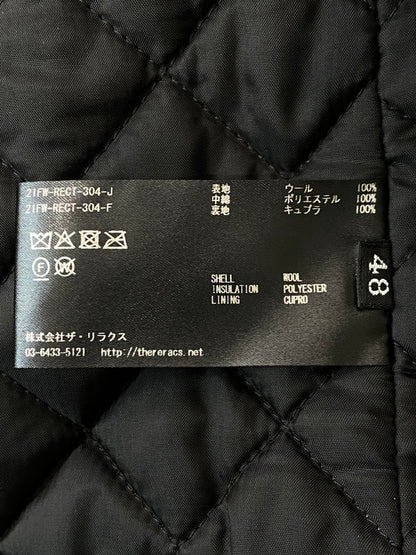 21FW-RECT-304-J
21FW-RECT-304-F
表地 ウール 100%
中綿 ポリエステル 100%
裏地 キュプラ 100%
F W
SHELL WOOL
INSULATION POLYESTER
LINING CUPRO
48
株式会社ザ・リラクス
03-6433-5121 http://thereracs.net